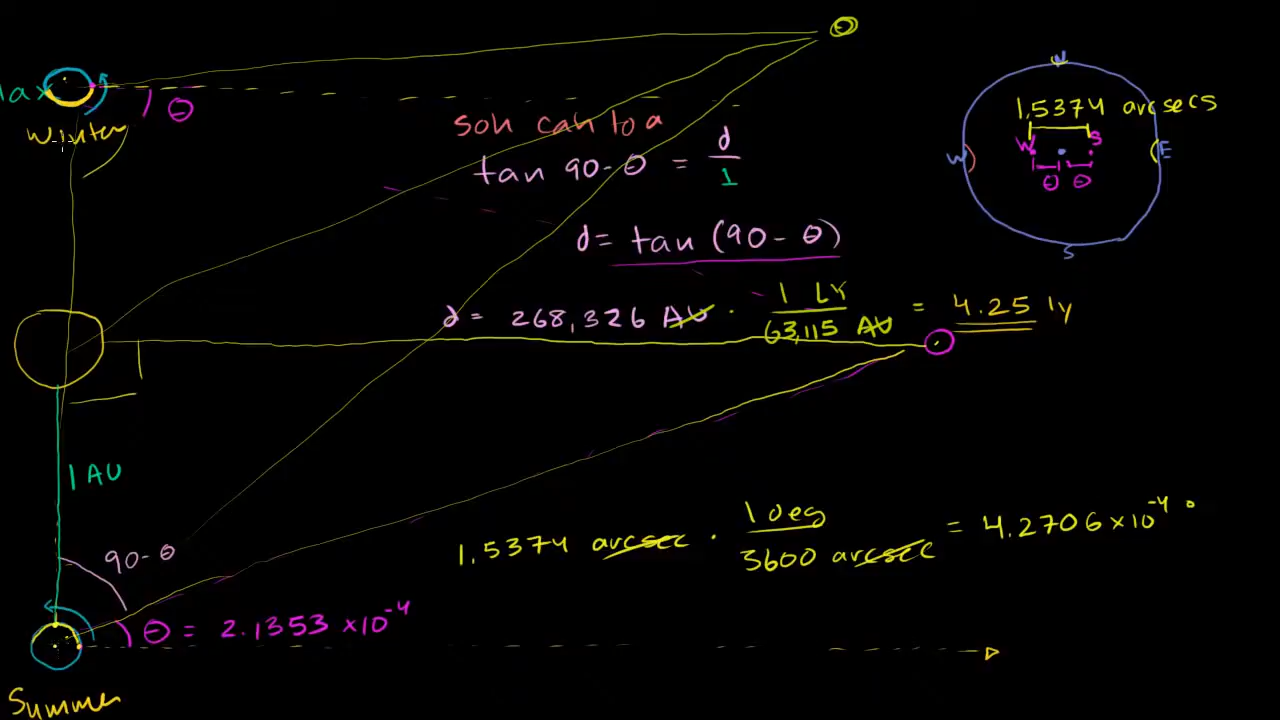 lax
Winter
θ
soh cah toa
tan 90-θ = d/1
d= tan (90-θ)
d= 268,326 AU · 1 LY/63,115 AU = 4.25 ly
N
1.5374 arcsecs
W W S E
θ θ
S
1 AU
90-θ
1.5374 arcsec · 1 deg/3600 arcsec = 4.2706 ×10⁻⁴ °
θ = 2.1353 ×10⁻⁴
Summer